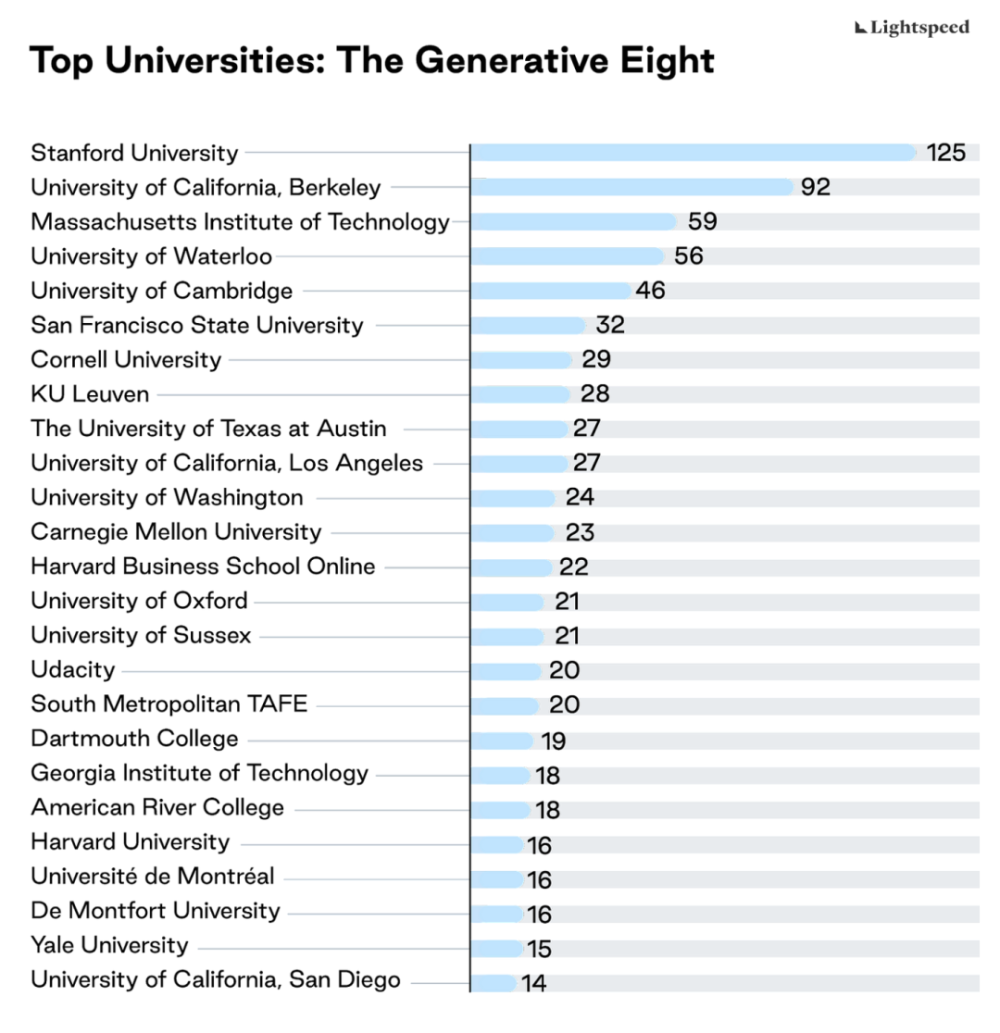 Lightspeed
Top Universities: The Generative Eight
Stanford University 125
University of California, Berkeley 92
Massachusetts Institute of Technology 59
University of Waterloo 56
University of Cambridge 46
San Francisco State University 32
Cornell University 29
KU Leuven 28
The University of Texas at Austin 27
University of California, Los Angeles 27
University of Washington 24
Carnegie Mellon University 23
Harvard Business School Online 22
University of Oxford 21
University of Sussex 21
Udacity 20
South Metropolitan TAFE 20
Dartmouth College 19
Georgia Institute of Technology 18
American River College 18
Harvard University 16
Université de Montréal 16
De Montfort University 16
Yale University 15
University of California, San Diego 14